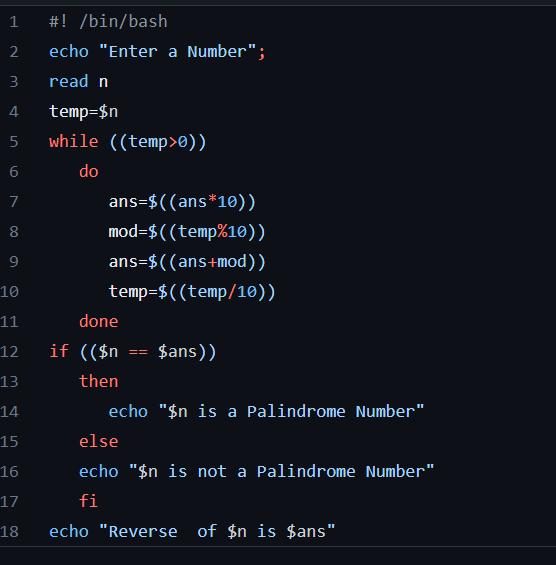 1 #! /bin/bash
2 echo "Enter a Number";
3 read n
4 temp=$n
5 while ((temp>0))
6 do
7 ans=$((ans*10))
8 mod=$((temp%10))
9 ans=$((ans+mod))
10 temp=$((temp/10))
11 done
12 if (($n == $ans))
13 then
14 echo "$n is a Palindrome Number"
15 else
16 echo "$n is not a Palindrome Number"
17 fi
18 echo "Reverse  of $n is $ans"